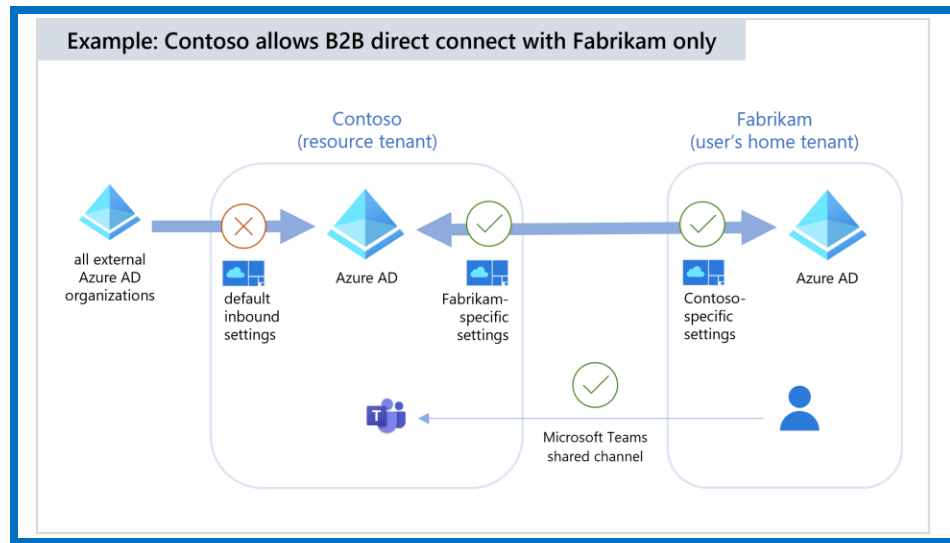 Example: Contoso allows B2B direct connect with Fabrikam only
Contoso
(resource tenant)
Fabrikam
(user's home tenant)
all external
Azure AD
organizations
default
inbound
settings
Azure AD
Fabrikam-
specific
settings
Contoso-
specific
settings
Azure AD
T
Microsoft Teams
shared channel